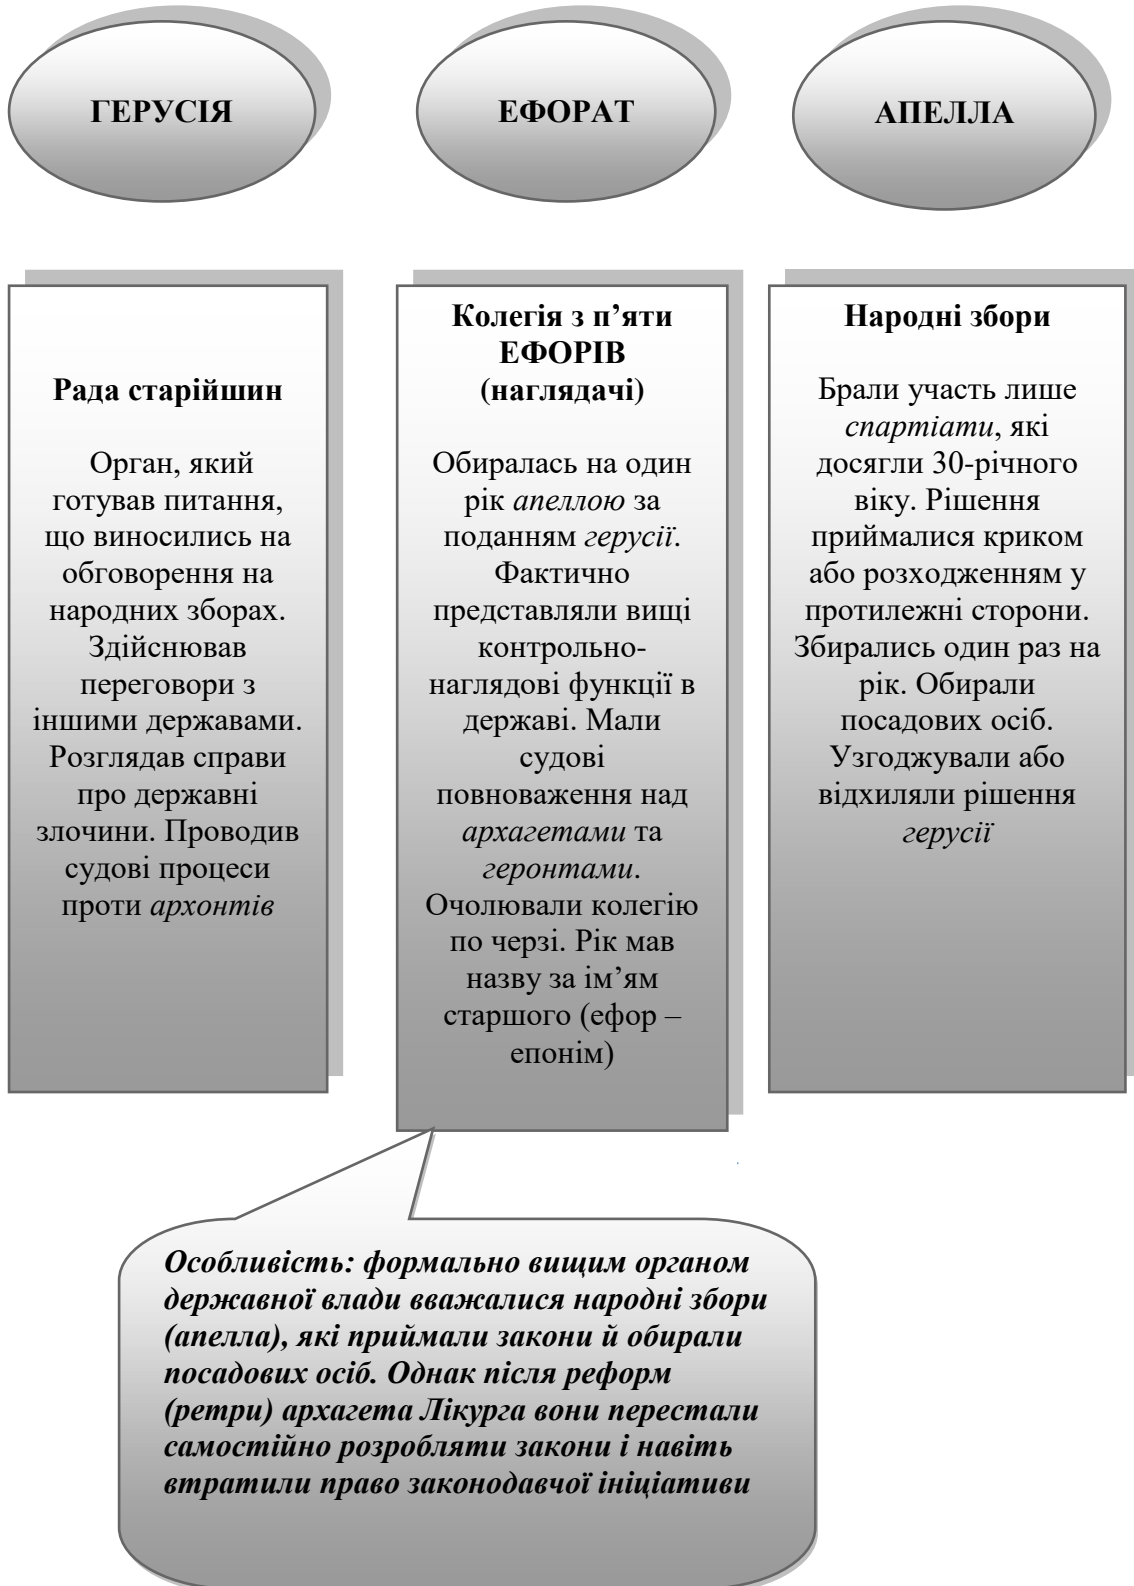 ГЕРУСІЯ
ЕФОРАТ
АПЕЛЛА
Рада старійшин
Орган, який
готував питання,
що виносились на
обговорення на
народних зборах.
Здійснював
переговори з
іншими державами.
Розглядав справи
про державні
злочини. Проводив
судові процеси
проти архонтів
Колегія з п’яти
ЕФОРІВ
(наглядачі)
Обиралась на один
рік апеллою за
поданням герусії.
Фактично
представляли вищі
контрольно-
наглядові функції в
державі. Мали
судові
повноваження над
архагетами та
геронтами.
Очолювали колегію
по черзі. Рік мав
назву за ім’ям
старшого (ефор –
епонім)
Народні збори
Брали участь лише
спартіати, які
досягли 30-річного
віку. Рішення
приймалися криком
або розходженням у
протилежні сторони.
Збирались один раз на
рік. Обирали
посадових осіб.
Узгоджували або
відхиляли рішення
герусії
Особливість: формально вищим органом
державної влади вважалися народні збори
(апелла), які приймали закони й обирали
посадових осіб. Однак після реформ
(ретри) архагета Лікурга вони перестали
самостійно розробляти закони і навіть
втратили право законодавчої ініціативи